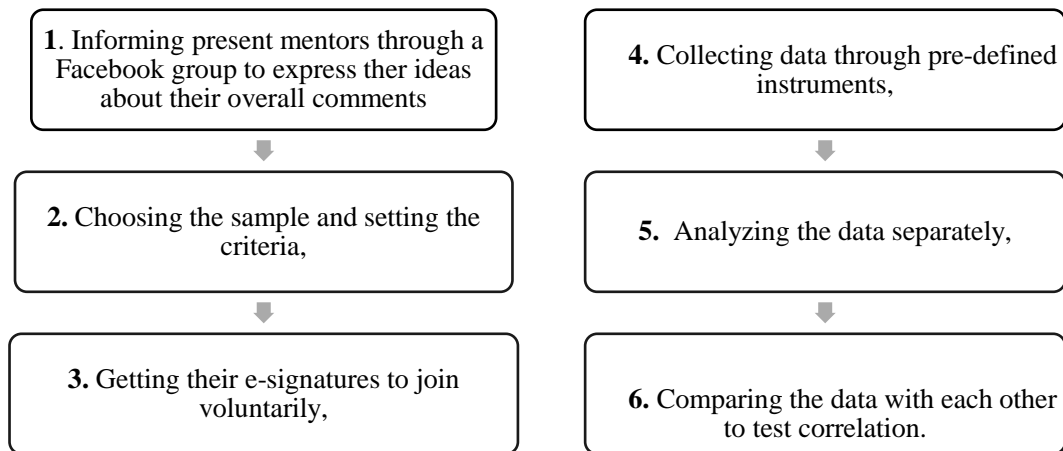 1. Informing present mentors through a
Facebook group to express ther ideas
about their overall comments
2. Choosing the sample and setting the
criteria,
3. Getting their e-signatures to join
voluntarily,
4. Collecting data through pre-defined
instruments,
5. Analyzing the data separately,
6. Comparing the data with each other
to test correlation.